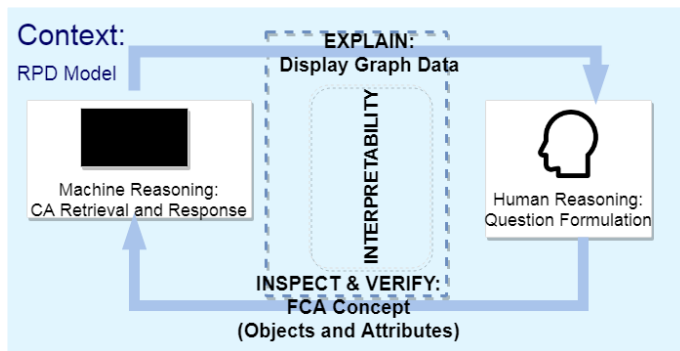 Context:
RPD Model
EXPLAIN:
Display Graph Data
INTERPRETABILITY
Machine Reasoning:
CA Retrieval and Response
Human Reasoning:
Question Formulation
INSPECT & VERIFY:
FCA Concept
(Objects and Attributes)